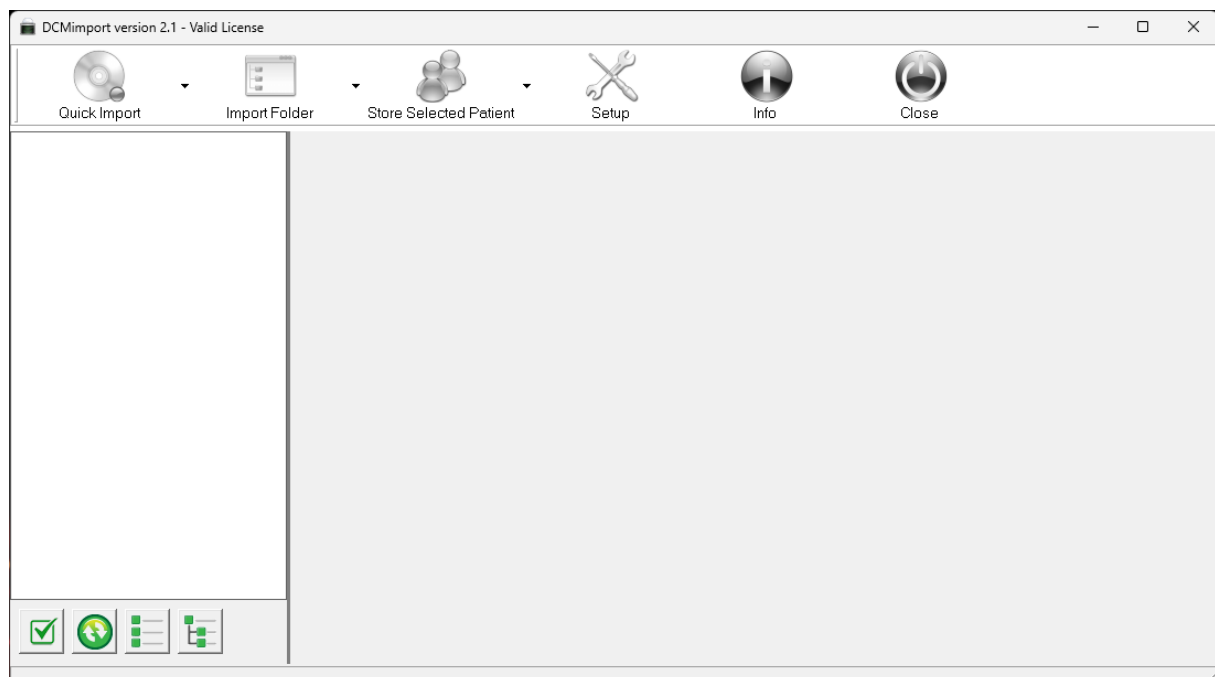 DCMimport version 2.1 - Valid License
Quick Import
Import Folder
Store Selected Patient
Setup
Info
Close